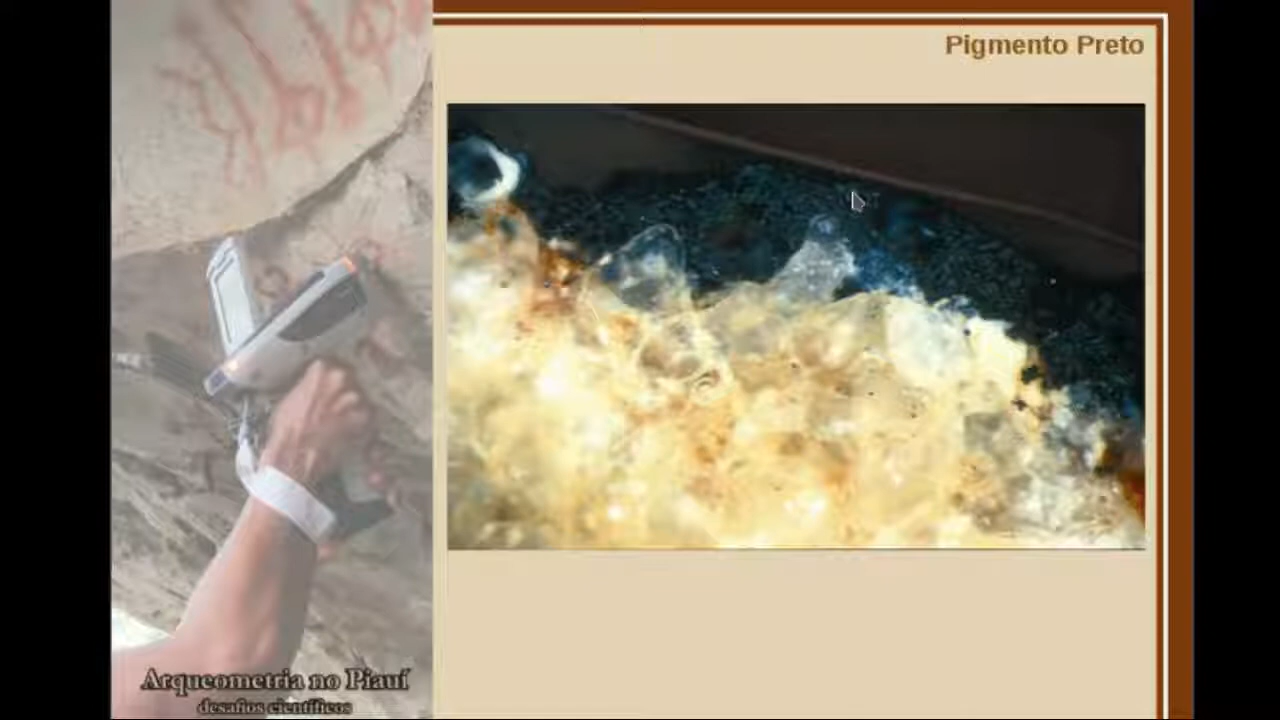 Pigmento Preto
Arqueometria no Piauí
desafios científicos